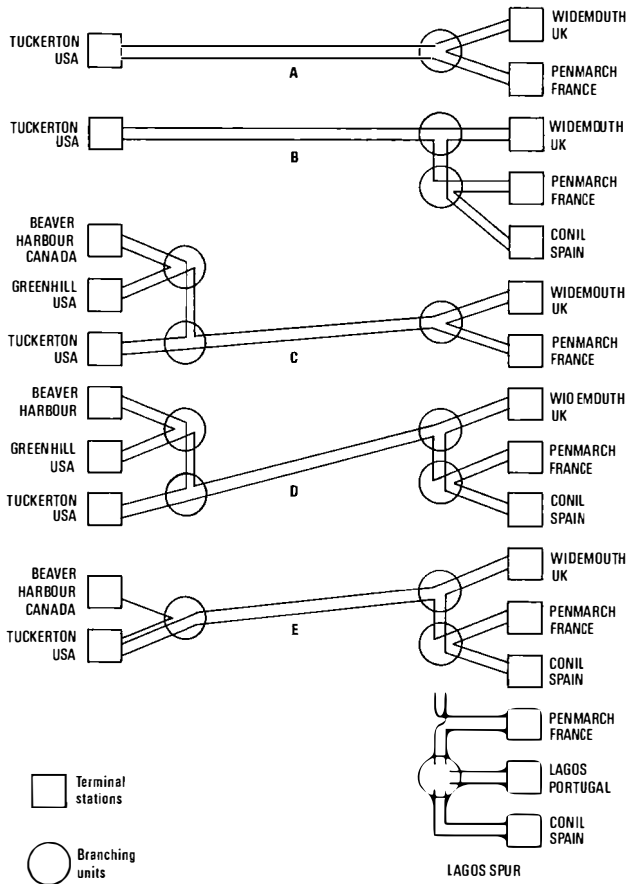 TUCKERTON
USA
WIDEMOUTH
UK
PENMARCH
FRANCE
A
TUCKERTON
USA
WIDEMOUTH
UK
B
PENMARCH
FRANCE
CONIL
SPAIN
BEAVER
HARBOUR
CANADA
GREENHILL
USA
TUCKERTON
USA
WIDEMOUTH
UK
PENMARCH
FRANCE
C
BEAVER
HARBOUR
GREENHILL
USA
TUCKERTON
USA
WIOEMOUTH
UK
PENMARCH
FRANCE
CONIL
SPAIN
D
BEAVER
HARBOUR
CANADA
TUCKERTON
USA
WIDEMOUTH
UK
PENMARCH
FRANCE
CONIL
SPAIN
E
PENMARCH
FRANCE
LAGOS
PORTUGAL
CONIL
SPAIN
LAGOS SPUR
Terminal
stations
Branching
units